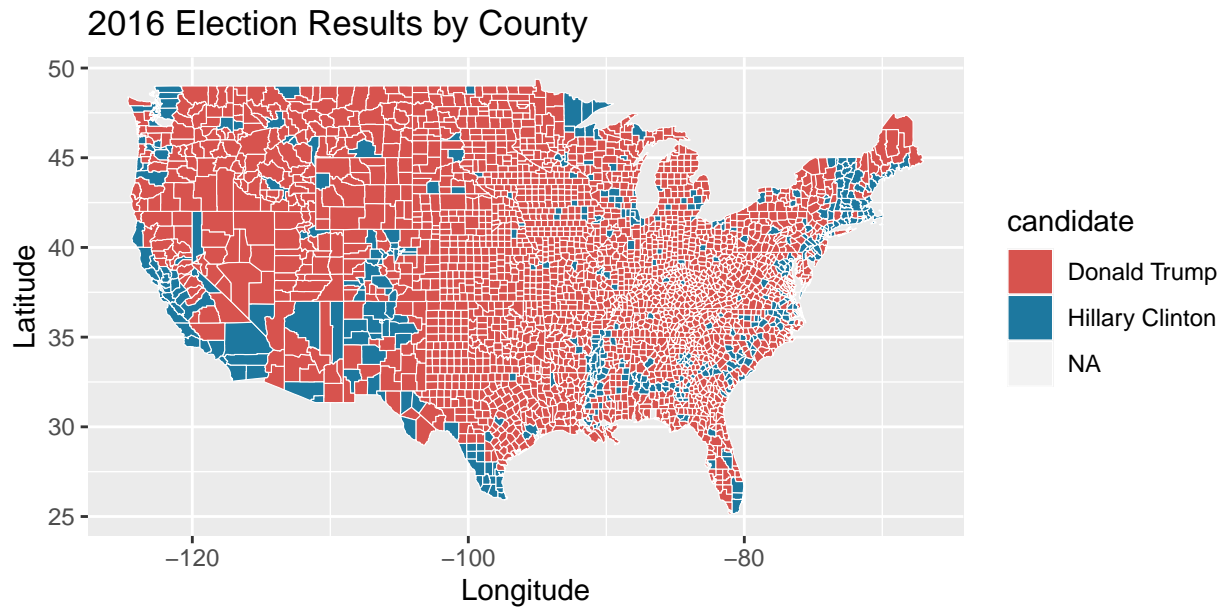 2016 Election Results by County
50
45
40
35
30
25
Latitude
−120
−100
−80
Longitude
candidate
Donald Trump
Hillary Clinton
NA